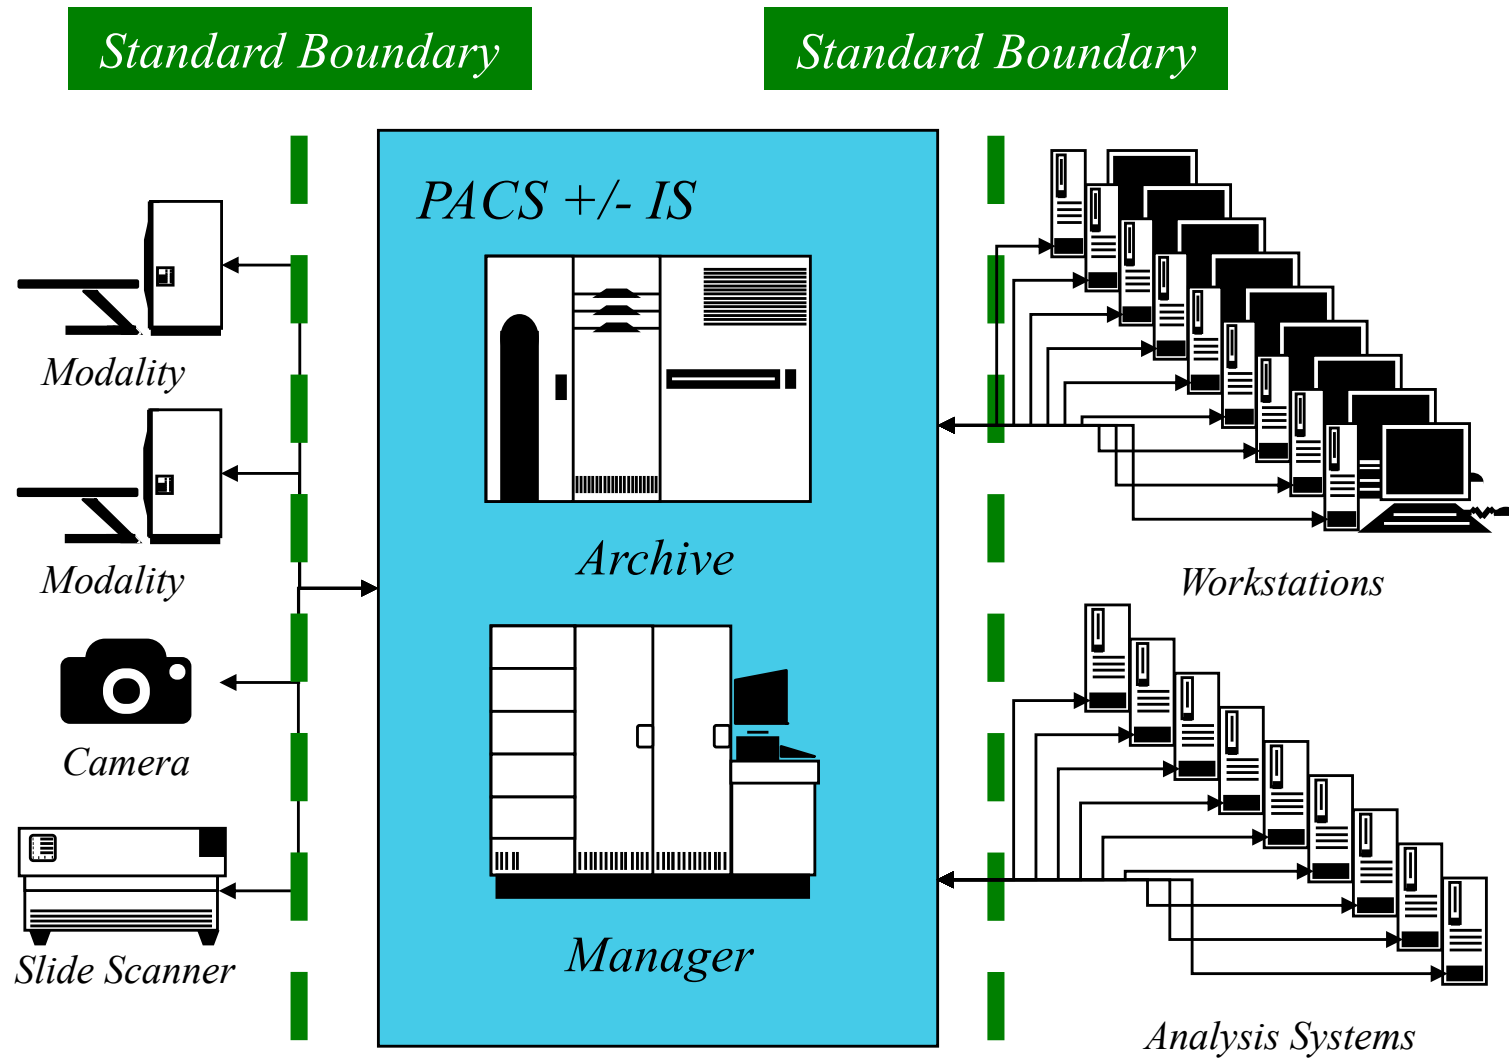 Standard Boundary
Standard Boundary
PACS +/- IS
Modality
Modality
Archive
Workstations
Camera
Manager
Slide Scanner
Analysis Systems